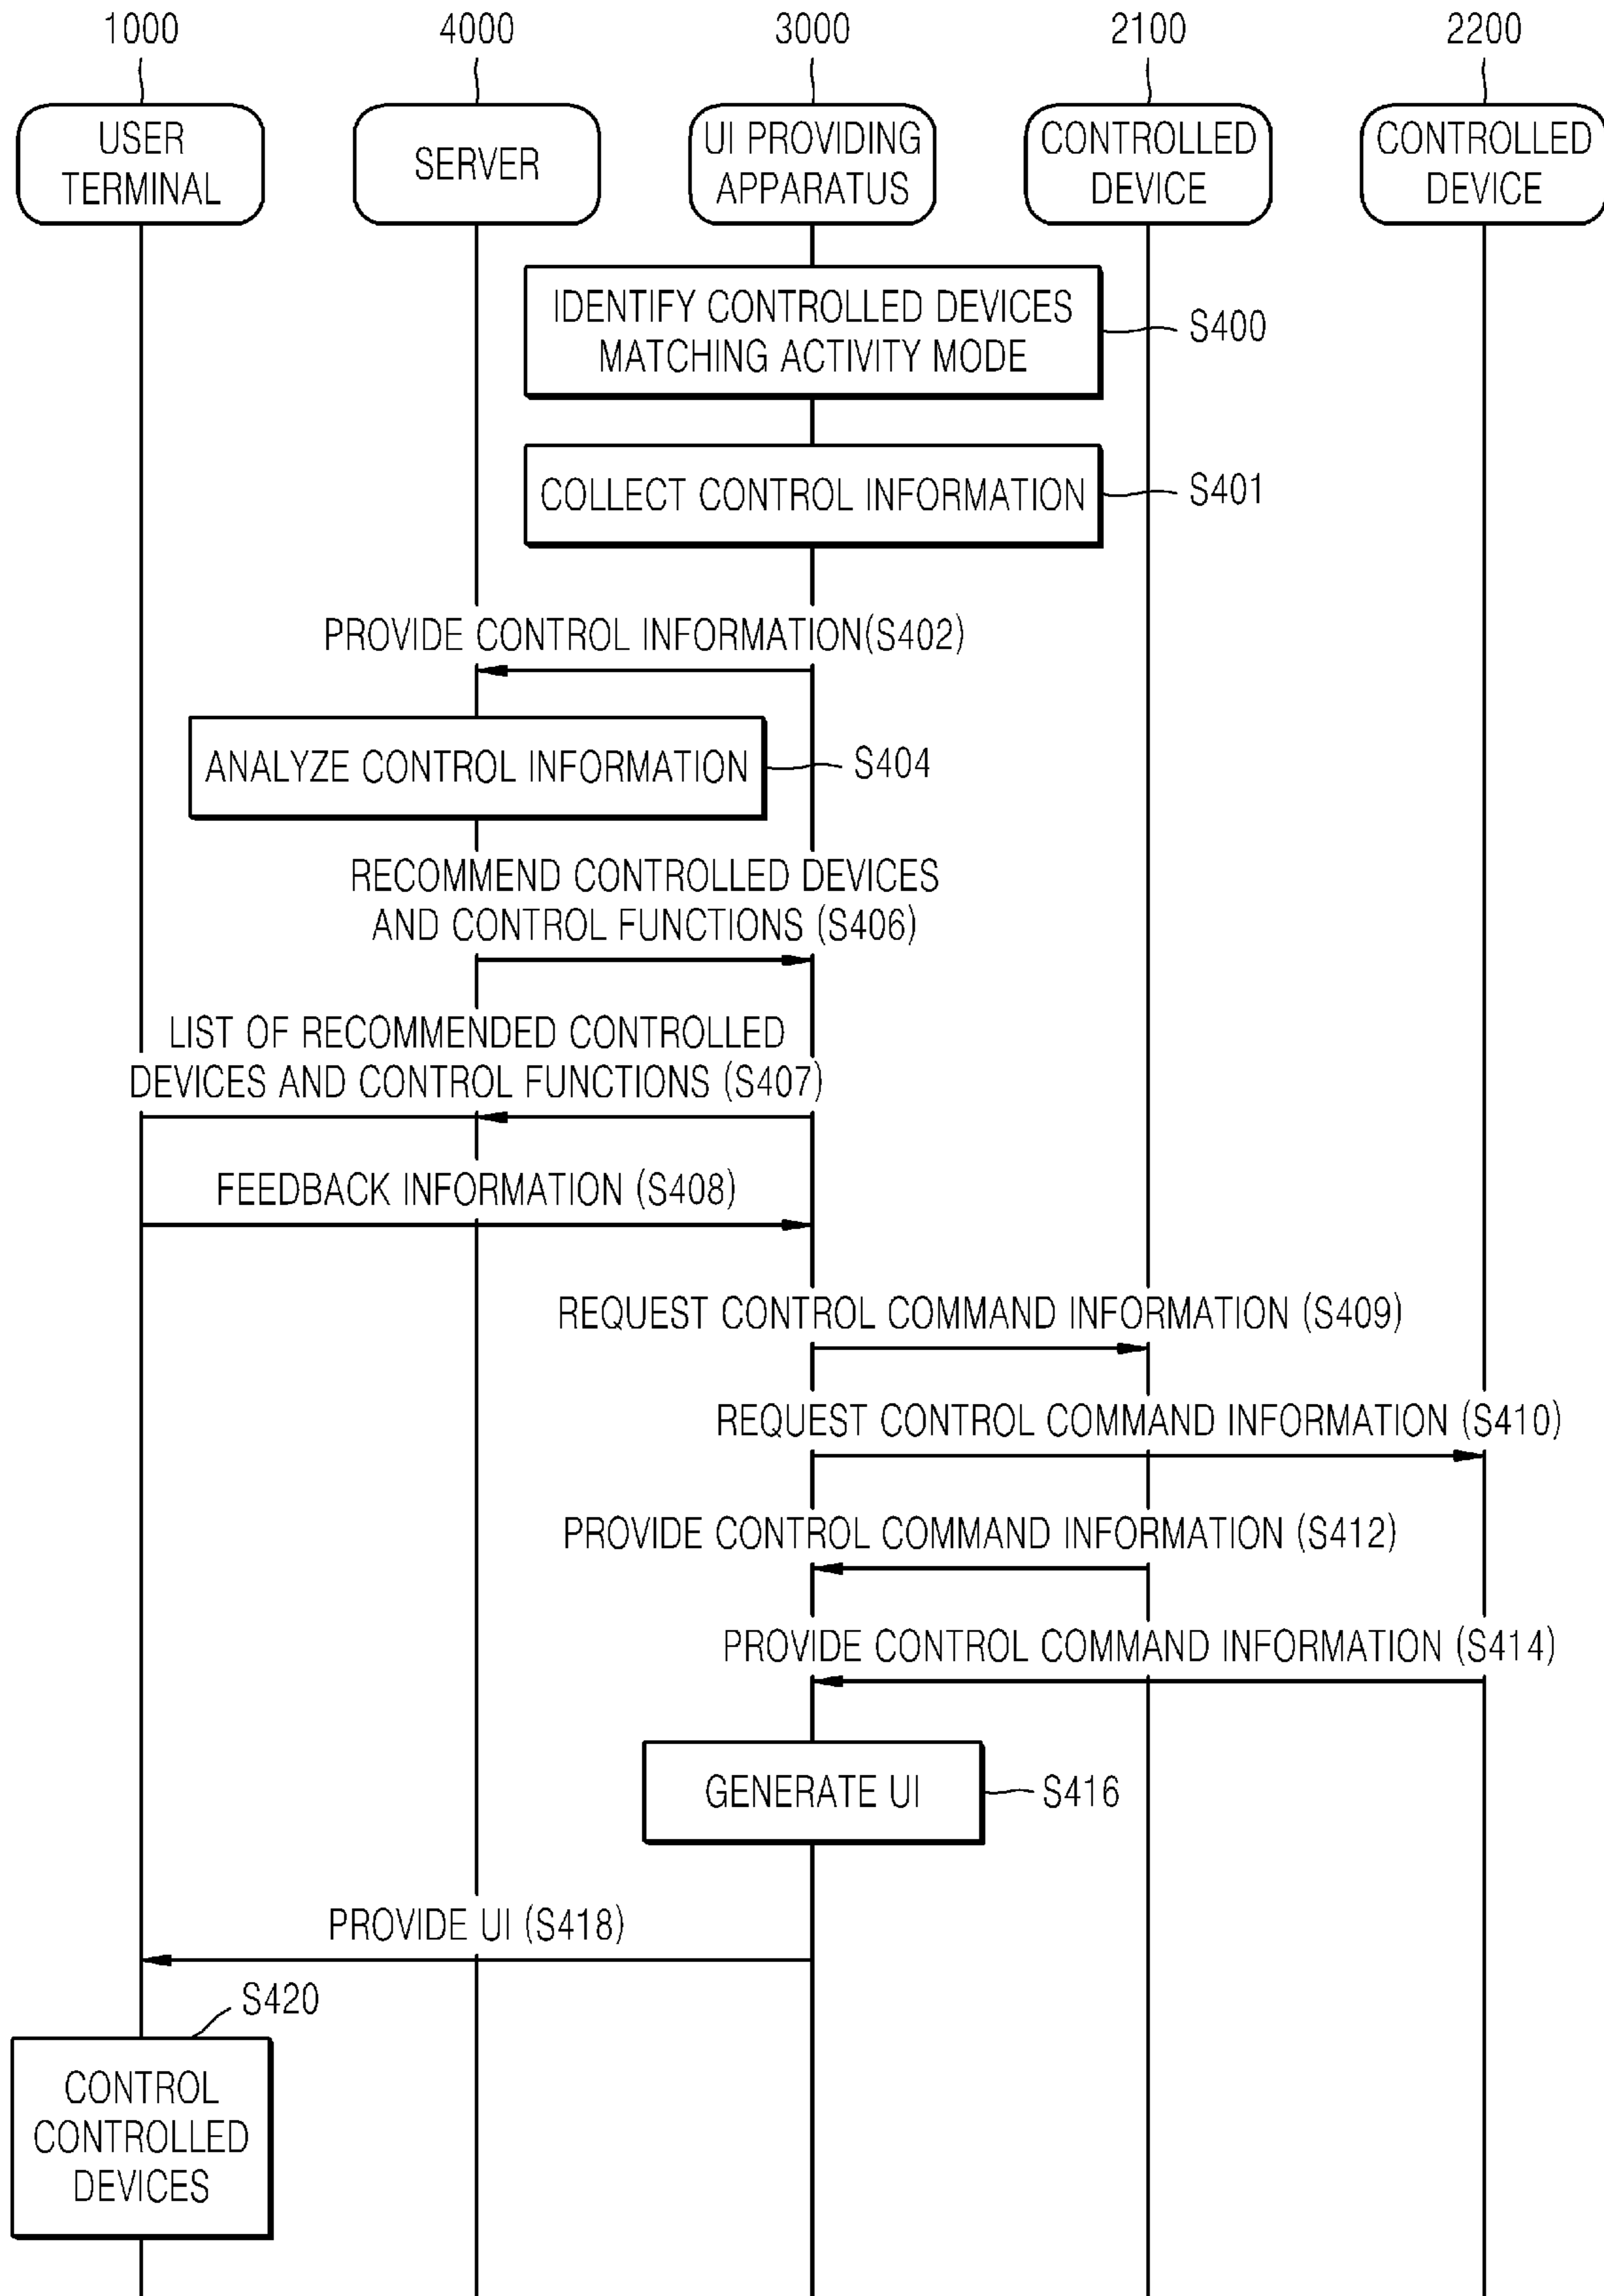 1000
4000
3000
2100
2200
USER
TERMINAL
SERVER
UI PROVIDING
APPARATUS
CONTROLLED
DEVICE
CONTROLLED
DEVICE
IDENTIFY CONTROLLED DEVICES
MATCHING ACTIVITY MODE
S400
COLLECT CONTROL INFORMATION
S401
PROVIDE CONTROL INFORMATION(S402)
ANALYZE CONTROL INFORMATION
S404
RECOMMEND CONTROLLED DEVICES
AND CONTROL FUNCTIONS (S406)
LIST OF RECOMMENDED CONTROLLED
DEVICES AND CONTROL FUNCTIONS (S407)
FEEDBACK INFORMATION (S408)
REQUEST CONTROL COMMAND INFORMATION (S409)
REQUEST CONTROL COMMAND INFORMATION (S410)
PROVIDE CONTROL COMMAND INFORMATION (S412)
PROVIDE CONTROL COMMAND INFORMATION (S414)
GENERATE UI
S416
PROVIDE UI (S418)
S420
CONTROL
CONTROLLED
DEVICES